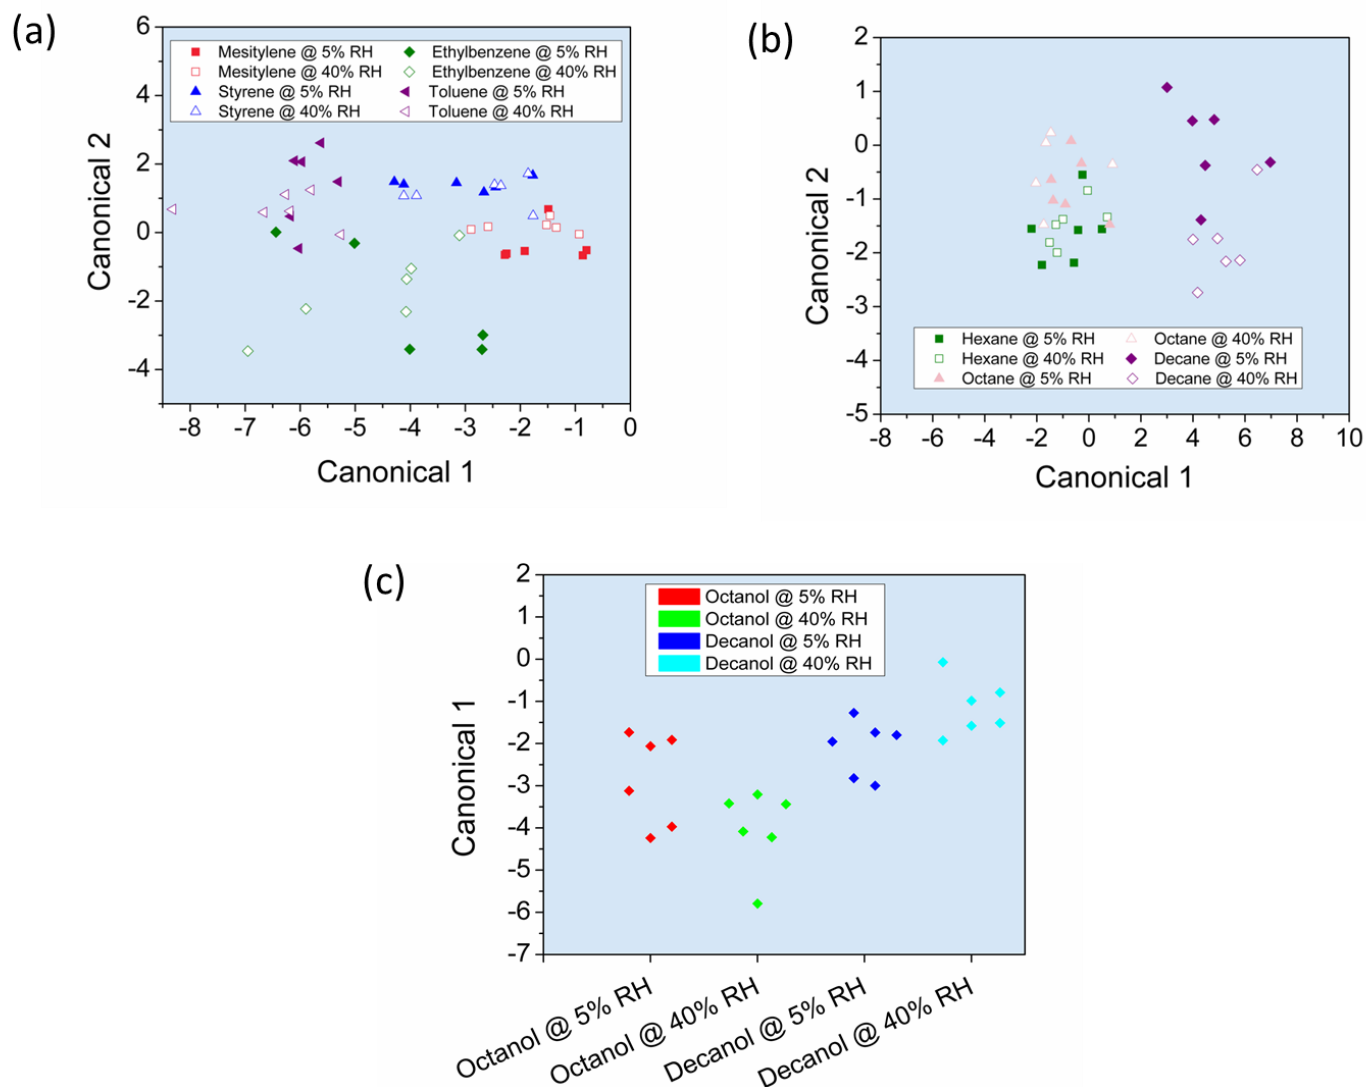 (a)
6
4
2
0
-2
-4
Canonical 2
Mesitylene @ 5% RH
Mesitylene @ 40% RH
Styrene @ 5% RH
Styrene @ 40% RH
Ethylbenzene @ 5% RH
Ethylbenzene @ 40% RH
Toluene @ 5% RH
Toluene @ 40% RH
-8 -7 -6 -5 -4 -3 -2 -1 0
Canonical 1
(b)
2
1
0
-1
-2
-3
-4
-5
Canonical 2
Hexane @ 5% RH
Hexane @ 40% RH
Octane @ 5% RH
Octane @ 40% RH
Decane @ 5% RH
Decane @ 40% RH
-8 -6 -4 -2 0 2 4 6 8 10
Canonical 1
(c)
2
1
0
-1
-2
-3
-4
-5
-6
-7
Canonical 1
Octanol @ 5% RH
Octanol @ 40% RH
Decanol @ 5% RH
Decanol @ 40% RH
Octanol @ 5% RH
Octanol @ 40% RH
Decanol @ 5% RH
Decanol @ 40% RH